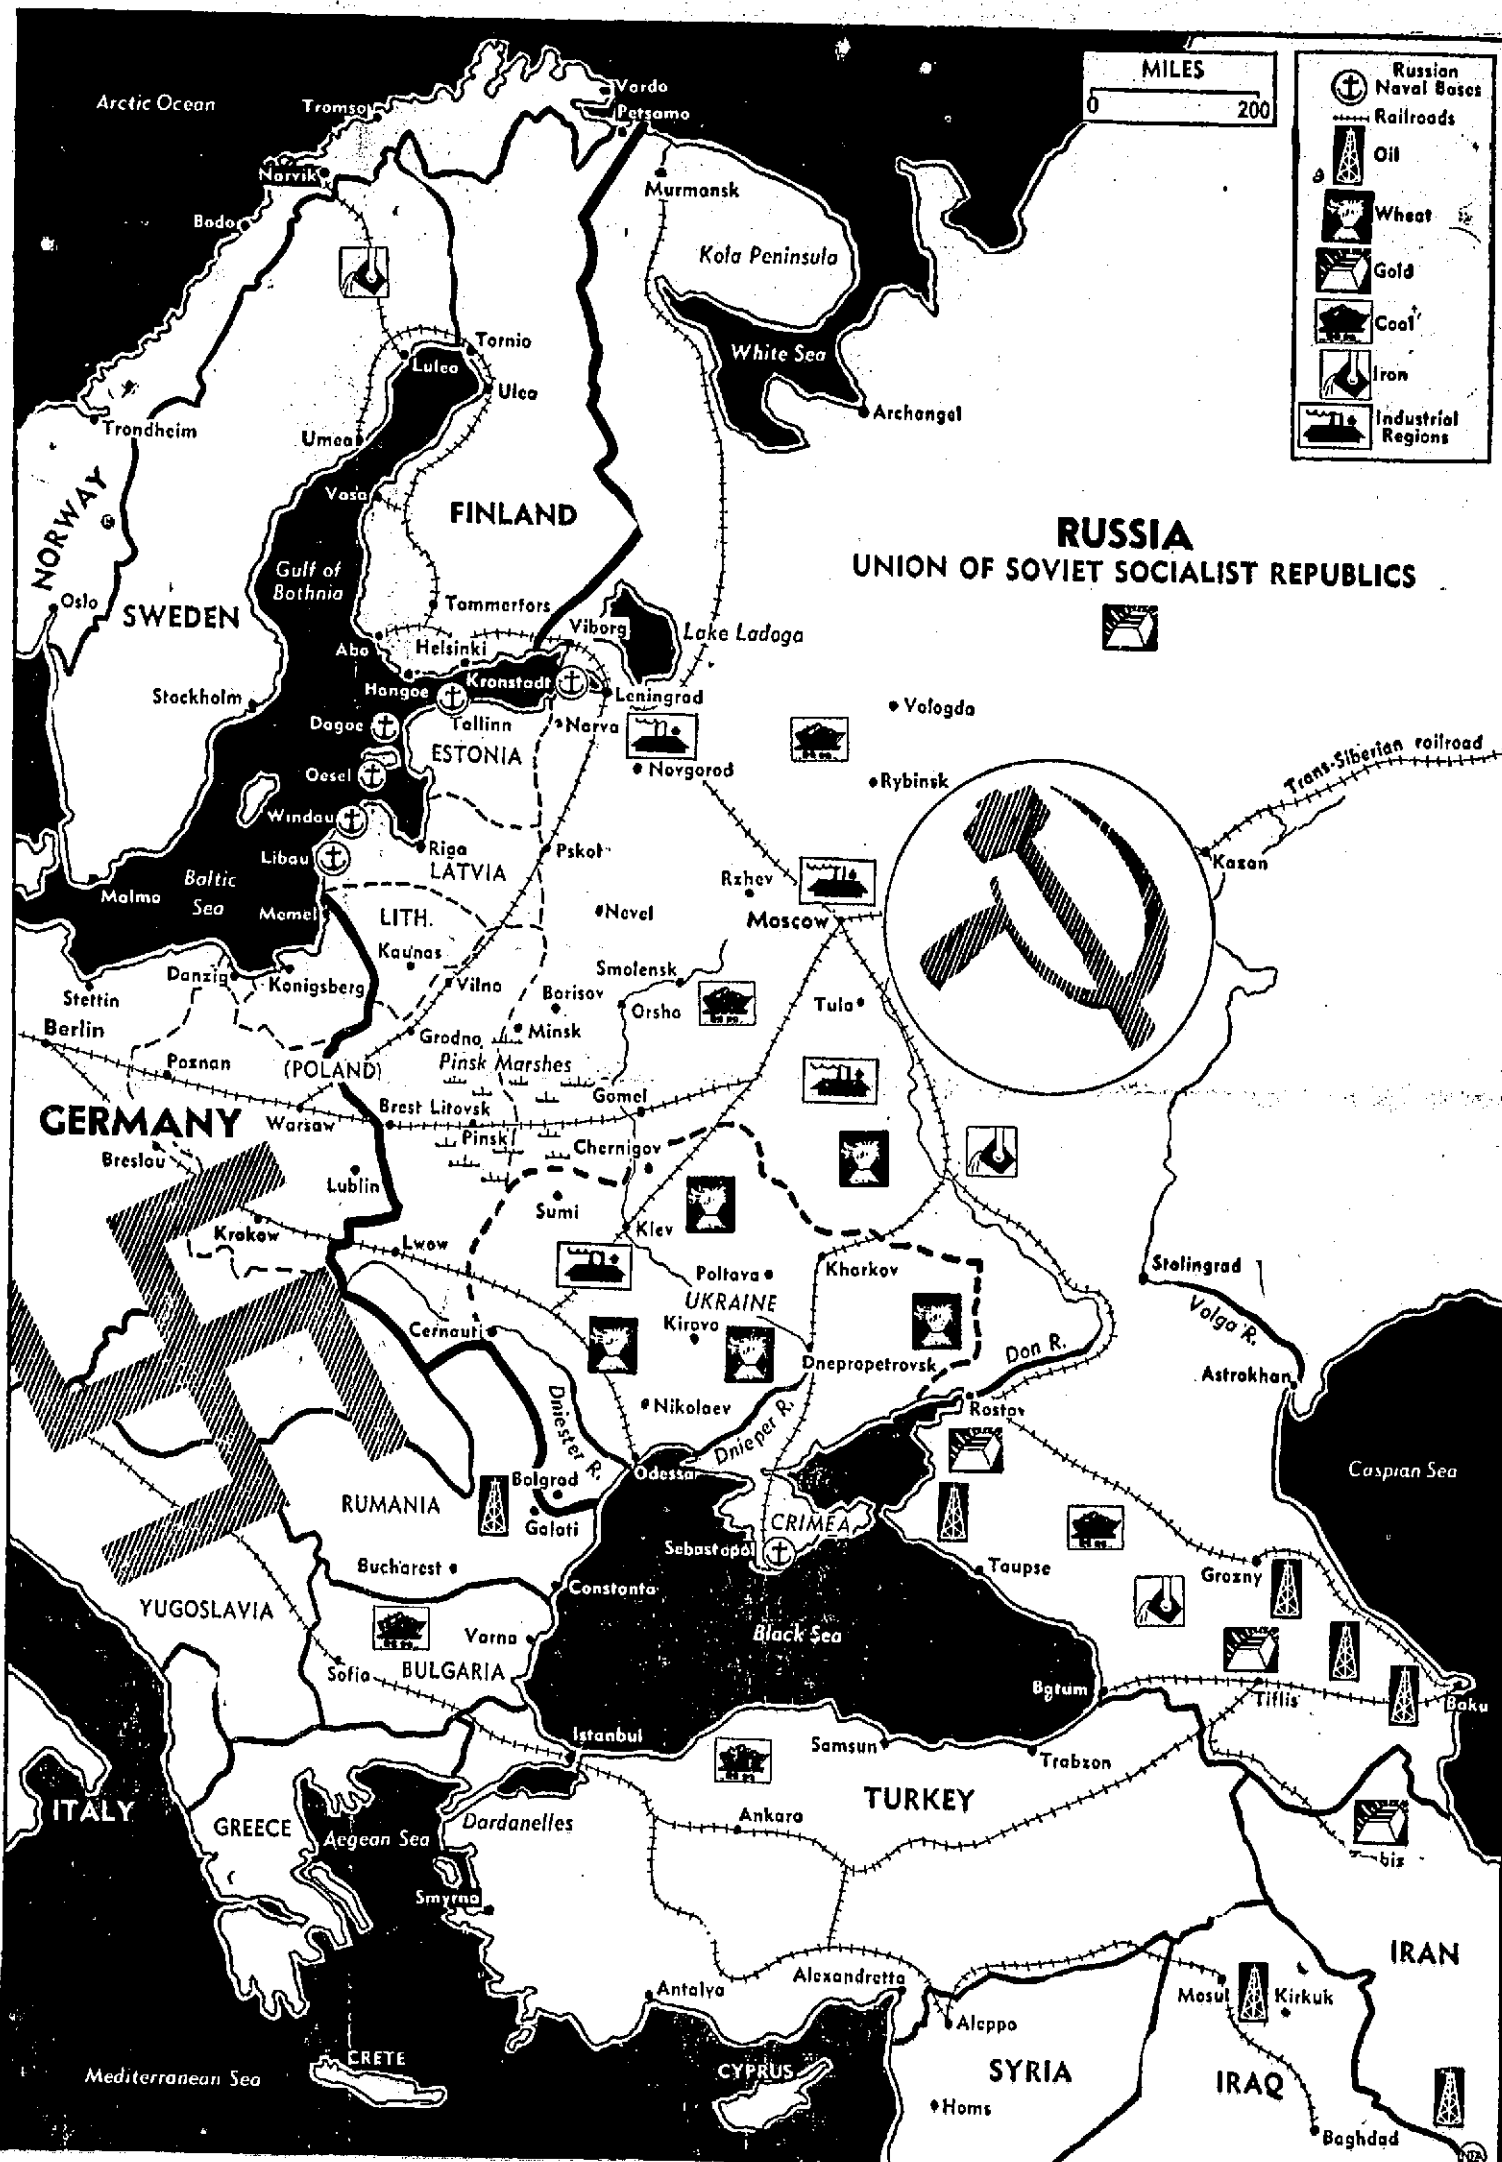 Arctic Ocean
Tromso
Vardo
Petsamo
MILES
0 200
Russian
Naval Bases
Railroads
Oil
Wheat
Gold
Coal
Iron
Industrial
Regions
Narvik
Bodo
Murmansk
Kola Peninsula
White Sea
Archangel
Tornio
Lulea
Ulea
Trondheim
Umea
Vasa
NORWAY
FINLAND
RUSSIA
UNION OF SOVIET SOCIALIST REPUBLICS
Gulf of
Bothnia
Oslo
SWEDEN
Tammerfors
Viborg
Lake Ladoga
Abo
Helsinki
Stockholm
Hangoe
Kronstadt
Leningrad
Dagoe
Tallinn
Narva
Vologda
ESTONIA
Novgorod
Oesel
Rybinsk
Trans-Siberian railroad
Windau
Libau
Riga
LATVIA
Pskot
Kazan
Malmo
Baltic
Sea
Memel
LITH.
Rzhev
Nevel
Moscow
Kaunas
Danzig
Konigsberg
Vilna
Smolensk
Stettin
Borisov
Orsha
Tula
Berlin
Grodno
Minsk
Poznan
(POLAND)
Pinsk Marshes
GERMANY
Warsaw
Brest Litovsk
Gomel
Pinsk
Chernigov
Breslau
Lublin
Sumi
Krakow
Lwow
Kiev
Poltava
Kharkov
UKRAINE
Stalingrad
Volga R.
Cernauti
Kirovo
Dnepropetrovsk
Don R.
Astrakhan
Dniester R.
Nikolaev
Dnieper R.
Rostov
Odessa
Caspian Sea
RUMANIA
Bolgrad
Galati
CRIMEA
Sebastopol
Bucharest
Constanta
Taupse
Grozny
YUGOSLAVIA
Black Sea
Varna
Sofia
BULGARIA
Batum
Tiflis
Baku
Istanbul
Samsun
Trabzon
ITALY
GREECE
Aegean Sea
Dardanelles
Ankara
TURKEY
Smyrna
IRAN
Antalya
Alexandretta
Mosul
Kirkuk
Aleppo
CRETE
Mediterranean Sea
CYPRUS
SYRIA
IRAQ
Homs
Baghdad
NEA